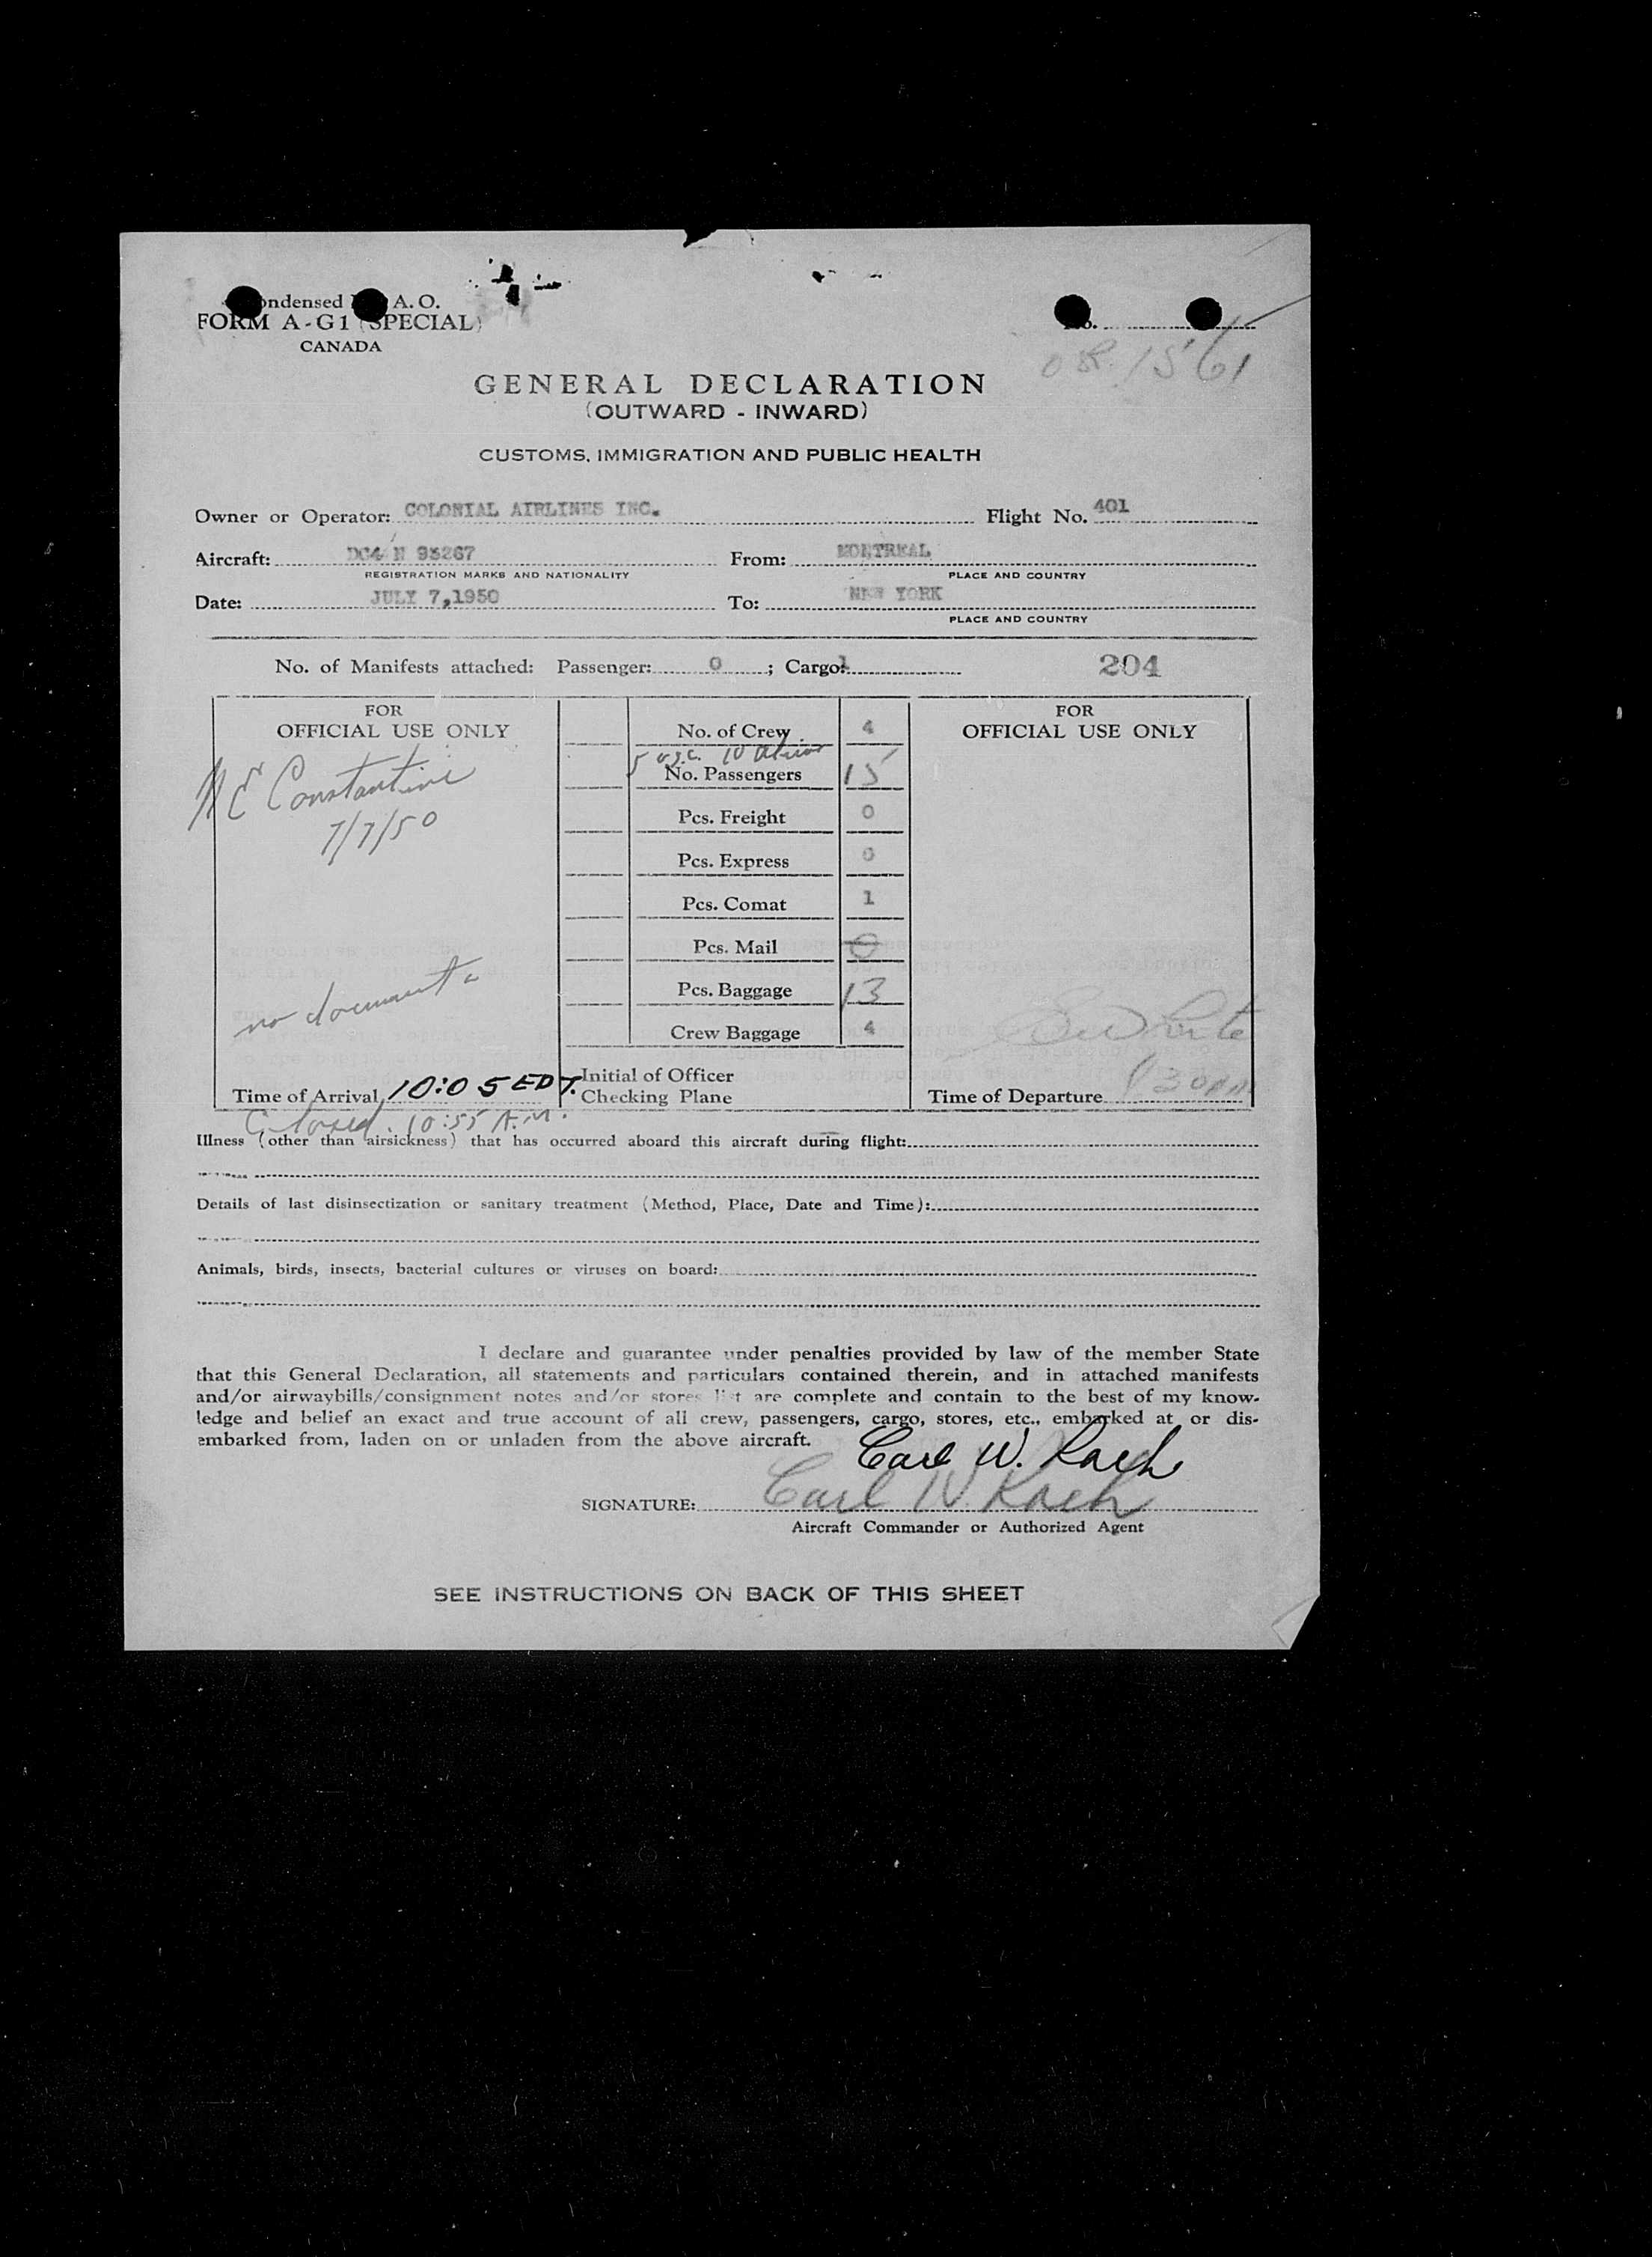 ondensed A. O.
FORM A-G1 (SPECIAL)
CANADA
No.
1561
GENERAL DECLARATION
(OUTWARD - INWARD)
CUSTOMS, IMMIGRATION AND PUBLIC HEALTH
Owner or Operator: COLONIAL AIRLINES INC. Flight No. 401
Aircraft: DC4 N 93267 From: MONTREAL
REGISTRATION MARKS AND NATIONALITY PLACE AND COUNTRY
Date: JULY 7,1950 To: NEW YORK
PLACE AND COUNTRY
No. of Manifests attached: Passenger: 0 ; Cargo: 1 204
FOR
OFFICIAL USE ONLY
N E Constantine
7/7/50
no documents
Time of Arrival 10:05 EDT.
Closed. 10:55 A.M.
No. of Crew 4
5 10 Aliens
No. Passengers 15
Pcs. Freight 0
Pcs. Express 0
Pcs. Comat 1
Pcs. Mail 0
Pcs. Baggage 13
Crew Baggage 4
Initial of Officer
Checking Plane
FOR
OFFICIAL USE ONLY
White
Time of Departure 130 pm
Illness (other than airsickness) that has occurred aboard this aircraft during flight:
Details of last disinsectization or sanitary treatment (Method, Place, Date and Time):
Animals, birds, insects, bacterial cultures or viruses on board:
I declare and guarantee under penalties provided by law of the member State
that this General Declaration, all statements and particulars contained therein, and in attached manifests
and/or airwaybills/consignment notes and/or stores list are complete and contain to the best of my know-
ledge and belief an exact and true account of all crew, passengers, cargo, stores, etc., embarked at or dis-
embarked from, laden on or unladen from the above aircraft.
Carl W. Kach
SIGNATURE: Carl W. Kach
Aircraft Commander or Authorized Agent
SEE INSTRUCTIONS ON BACK OF THIS SHEET